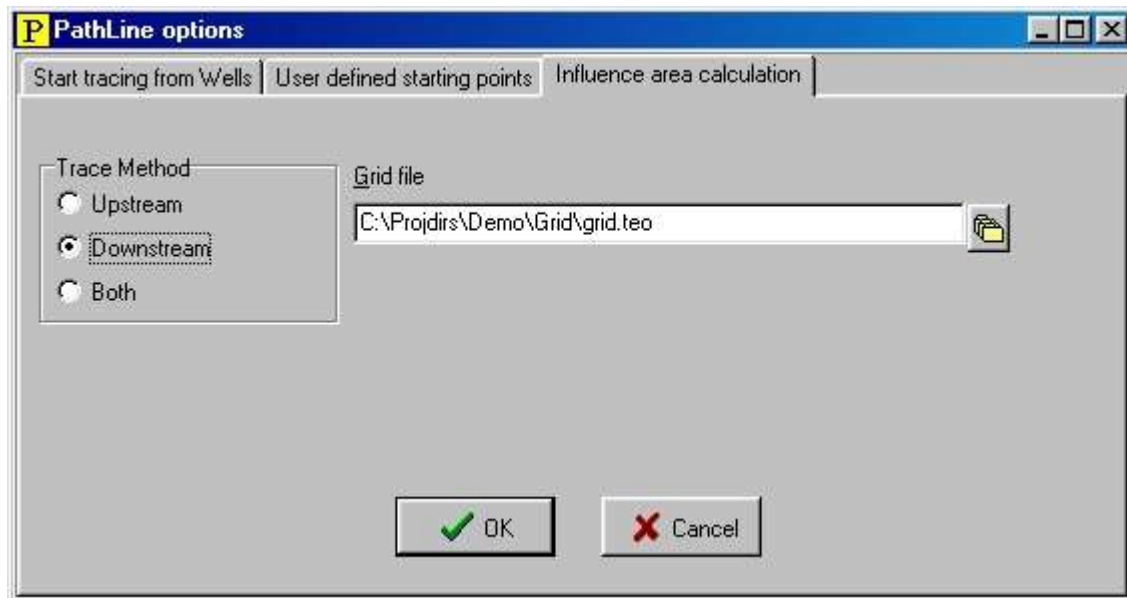 P PathLine options
Start tracing from Wells
User defined starting points
Influence area calculation
Trace Method
Upstream
Downstream
Both
Grid file
C:\Projdirs\Demo\Grid\grid.teo
OK
Cancel